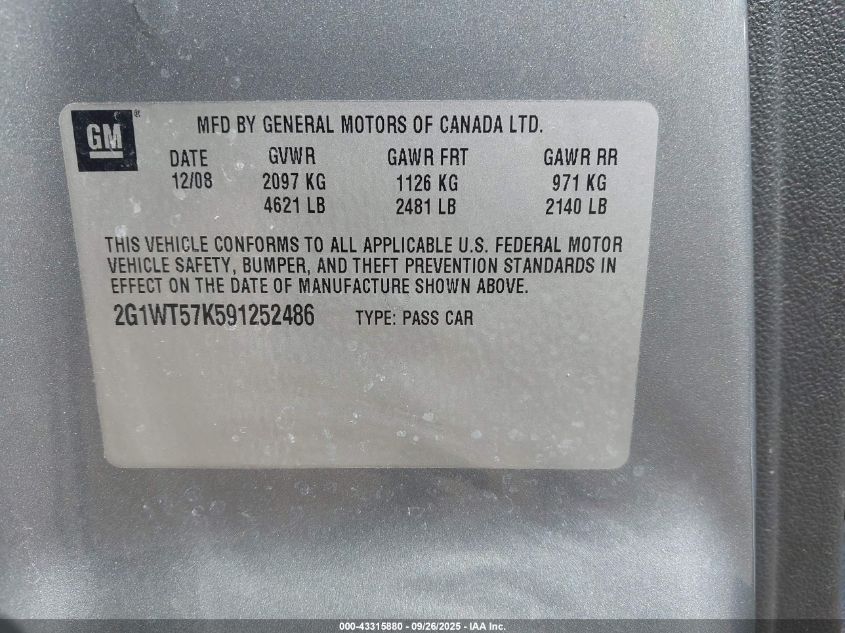 GM ®
MFD BY GENERAL MOTORS OF CANADA LTD.
DATE GVWR GAWR FRT GAWR RR
12/08 2097 KG 1126 KG 971 KG
4621 LB 2481 LB 2140 LB
THIS VEHICLE CONFORMS TO ALL APPLICABLE U.S. FEDERAL MOTOR
VEHICLE SAFETY, BUMPER, AND THEFT PREVENTION STANDARDS IN
EFFECT ON THE DATE OF MANUFACTURE SHOWN ABOVE.
2G1WT57K591252486 TYPE: PASS CAR
000-43315880 - 09/26/2025 - IAA Inc.